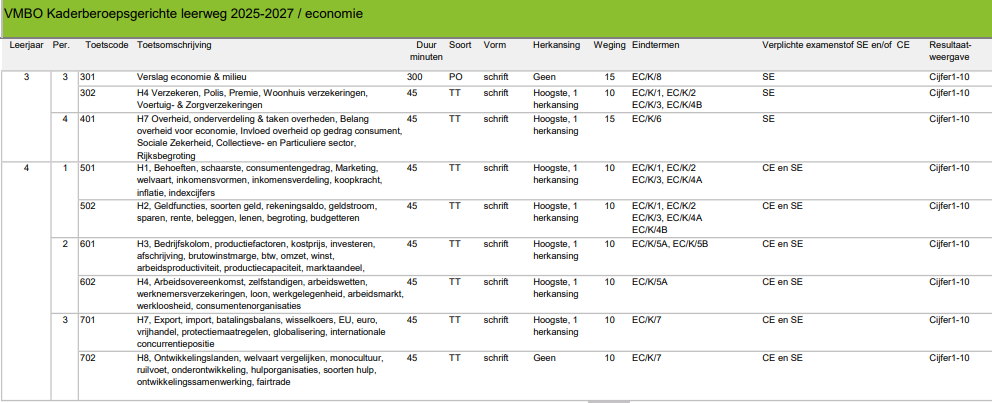 VMBO Kaderberoepsgerichte leerweg 2025-2027 / economie
Leerjaar Per. Toetscode Toetsomschrijving Duur minuten Soort Vorm Herkansing Weging Eindtermen Verplichte examenstof SE en/of CE Resultaat-weergave
3 3 301 Verslag economie & milieu 300 PO schrift Geen 15 EC/K/8 SE Cijfer1-10
302 H4 Verzekeren, Polis, Premie, Woonhuis verzekeringen, 45 TT schrift Hoogste, 1 10 EC/K/1, EC/K/2 SE Cijfer1-10
Voertuig- & Zorgverzekeringen herkansing EC/K/3, EC/K/4B
4 401 H7 Overheid, onderverdeling & taken overheden, Belang 45 TT schrift Hoogste, 1 15 EC/K/6 SE Cijfer1-10
overheid voor economie, Invloed overheid op gedrag consument, herkansing
Sociale Zekerheid, Collectieve- en Particuliere sector,
Rijksbegroting
4 1 501 H1, Behoeften, schaarste, consumentengedrag, Marketing, 45 TT schrift Hoogste, 1 10 EC/K/1, EC/K/2 CE en SE Cijfer1-10
welvaart, inkomensvormen, inkomensverdeling, koopkracht, herkansing EC/K/3, EC/K/4A
inflatie, indexcijfers
502 H2, Geldfuncties, soorten geld, rekeningsaldo, geldstroom, 45 TT schrift Hoogste, 1 10 EC/K/1, EC/K/2 CE en SE Cijfer1-10
sparen, rente, beleggen, lenen, begroting, budgetteren herkansing EC/K/3, EC/K/4A
EC/K/4B
2 601 H3, Bedrijfskolom, productiefactoren, kostprijs, investeren, 45 TT schrift Hoogste, 1 10 EC/K/5A, EC/K/5B CE en SE Cijfer1-10
afschrijving, brutowinstmarge, btw, omzet, winst, herkansing
arbeidsproductiviteit, productiecapaciteit, marktaandeel,
602 H4, Arbeidsovereenkomst, zelfstandigen, arbeidswetten, 45 TT schrift Hoogste, 1 10 EC/K/5A CE en SE Cijfer1-10
werknemersverzekeringen, loon, werkgelegenheid, arbeidsmarkt, herkansing
werkloosheid, consumentenorganisaties
3 701 H7, Export, import, batalingsbalans, wisselkoers, EU, euro, 45 TT schrift Hoogste, 1 10 EC/K/7 CE en SE Cijfer1-10
vrijhandel, protectiemaatregelen, globalisering, internationale herkansing
concurrentiepositie
702 H8, Ontwikkelingslanden, welvaart vergelijken, monocultuur, 45 TT schrift Geen 10 EC/K/7 CE en SE Cijfer1-10
ruilvoet, onderontwikkeling, hulporganisaties, soorten hulp,
ontwikkelingssamenwerking, fairtrade